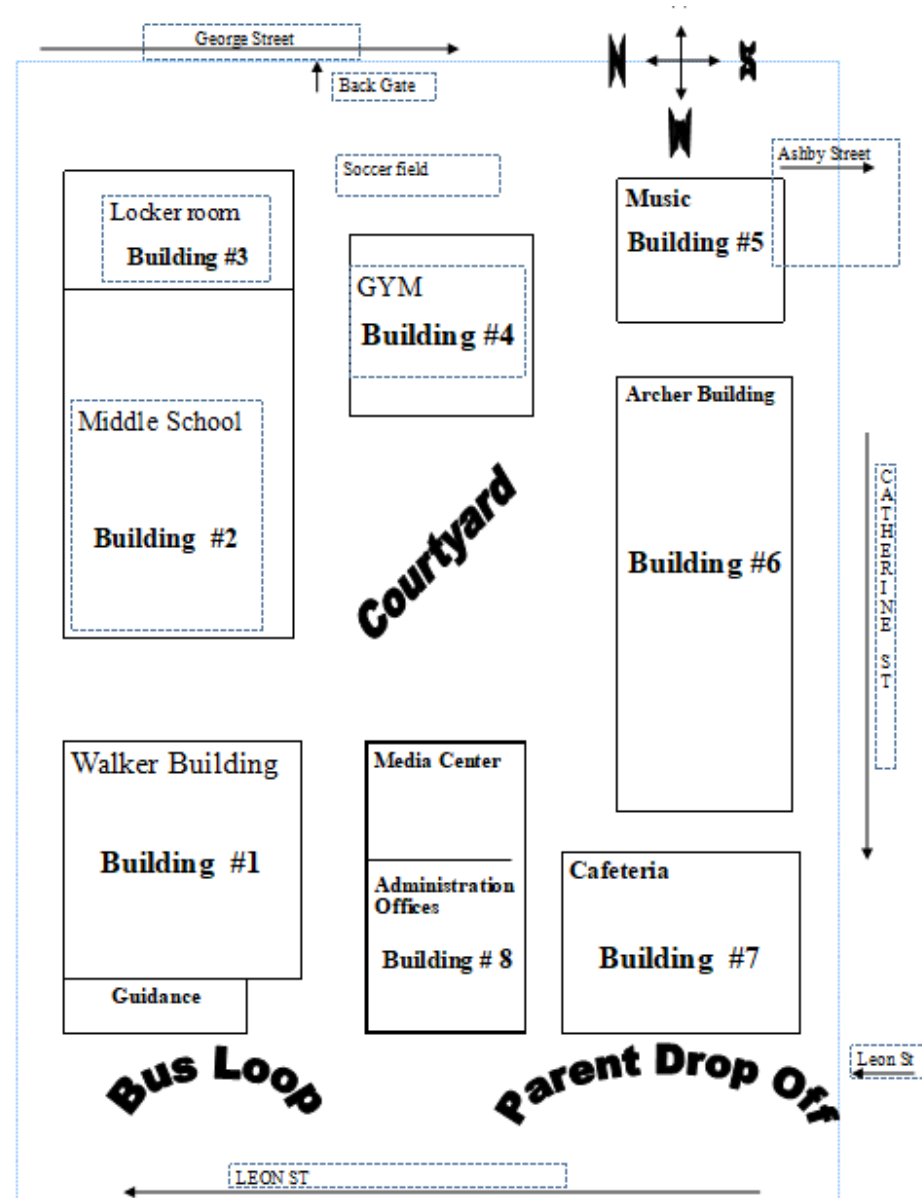 George Street
Back Gate
N
S
W
Ashby Street
Soccer field
Locker room
Building #3
Music
Building #5
GYM
Building #4
Middle School
Building #2
Archer Building
Building #6
CATHERINE ST
Courtyard
Walker Building
Building #1
Guidance
Media Center
Administration
Offices
Building # 8
Cafeteria
Building #7
Bus Loop
Parent Drop Off
Leon St
LEON ST